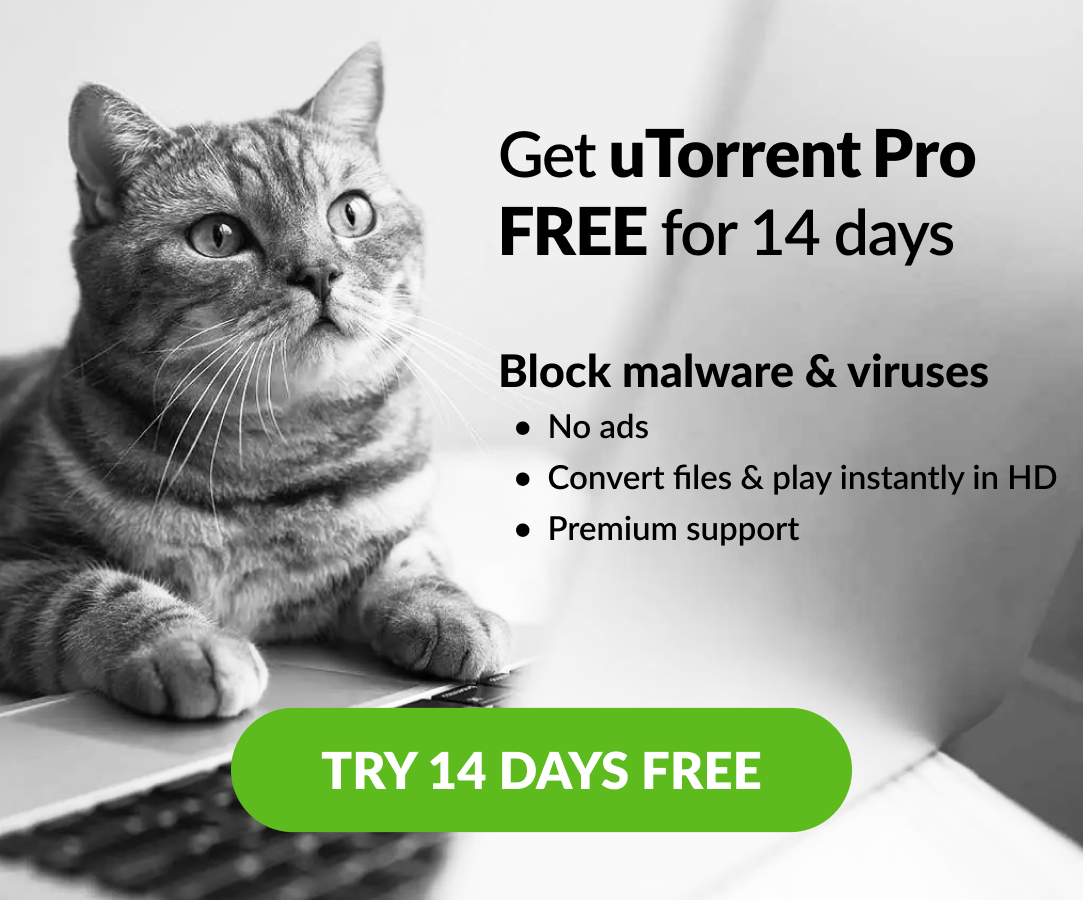 Get uTorrent Pro
FREE for 14 days
Block malware & viruses
• No ads
• Convert files & play instantly in HD
• Premium support
TRY 14 DAYS FREE